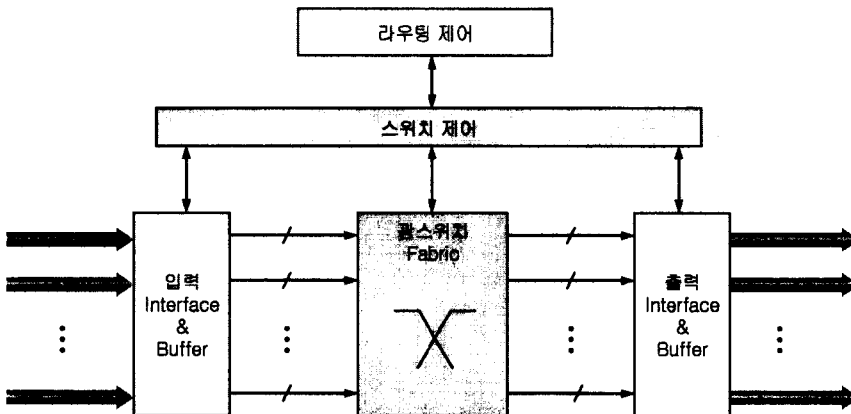 라우팅 제어
스위치 제어
입력
Interface
&
Buffer
광스위치
Fabric
출력
Interface
&
Buffer